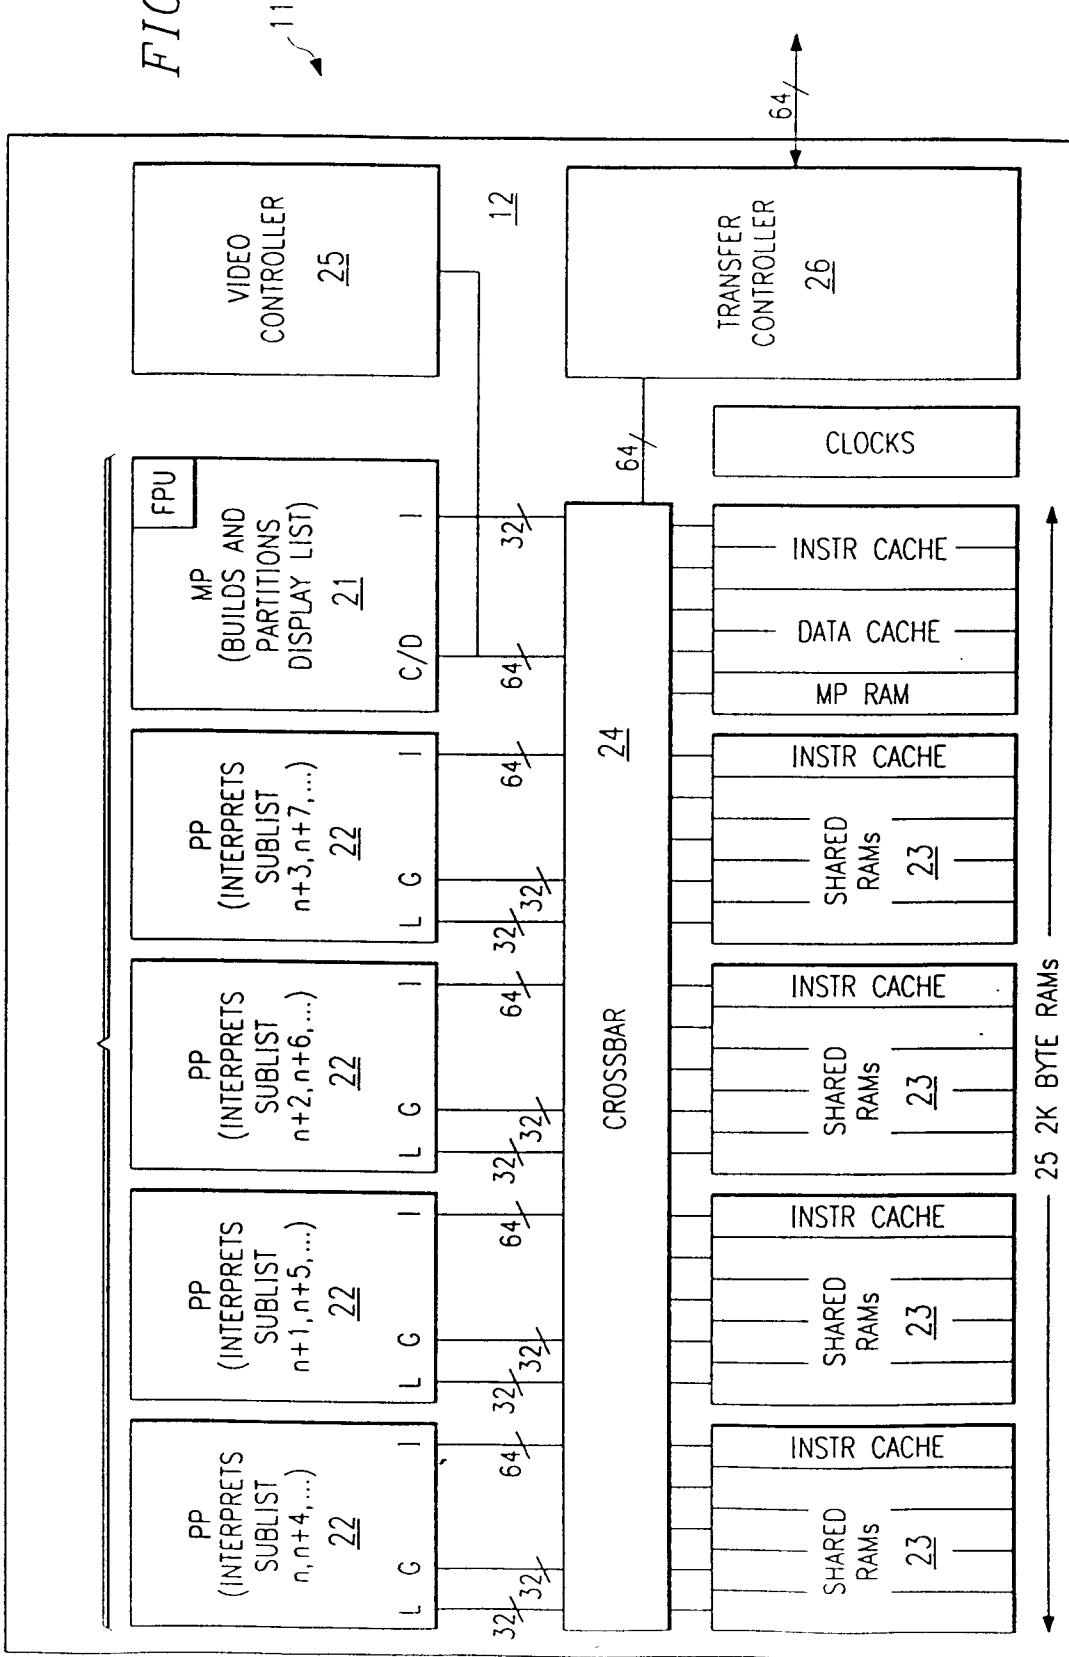 FIG
11
PP
(INTERPRETS
SUBLIST
n,n+4,...)
22
L G I
PP
(INTERPRETS
SUBLIST
n+1,n+5,...)
22
L G I
PP
(INTERPRETS
SUBLIST
n+2,n+6,...)
22
L G I
PP
(INTERPRETS
SUBLIST
n+3,n+7,...)
22
L G I
MP
(BUILDS AND
PARTITIONS
DISPLAY LIST)
21
FPU
C/D I
VIDEO
CONTROLLER
25
12
32 32 64
32 32 64
32 32 64
32 32 64
64 32
CROSSBAR
24
64
TRANSFER
CONTROLLER
26
64
SHARED
RAMs
23
INSTR CACHE
SHARED
RAMs
23
INSTR CACHE
SHARED
RAMs
23
INSTR CACHE
SHARED
RAMs
23
INSTR CACHE
MP RAM
DATA CACHE
INSTR CACHE
CLOCKS
25 2K BYTE RAMs